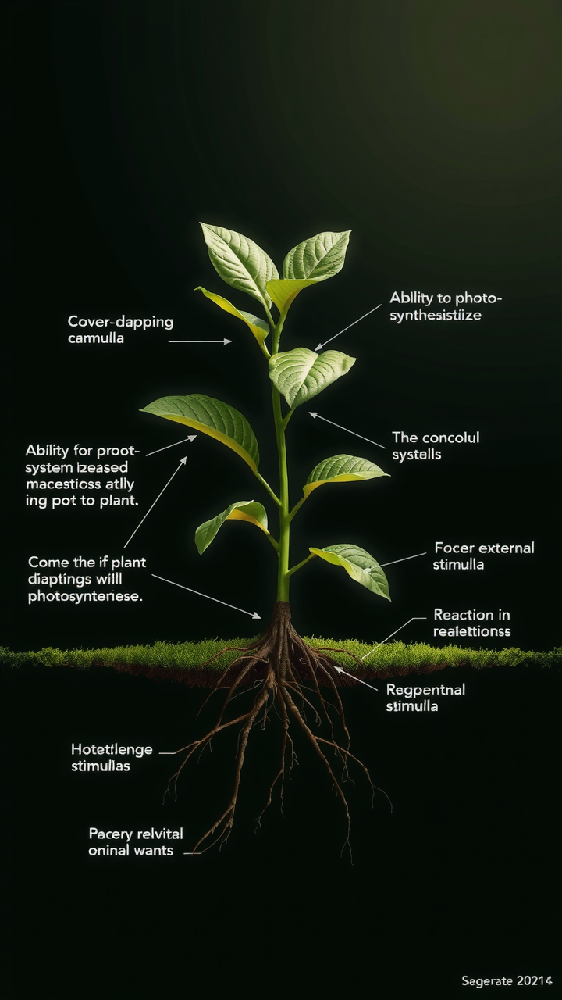 Ability to photo-
synthesistiize
Cover-dapping
camulla
The concolul
systells
Ability for proot-
system izeased
macestioss atlly
ing pot to plant.
Focer external
stimulla
Come the if plant
diaptings willl
photosynteriese.
Reaction in
realettionss
Regpentnal
stimulla
Hotettlenge
stimullas
Pacery relvital
oninal wants
Segerate 20214